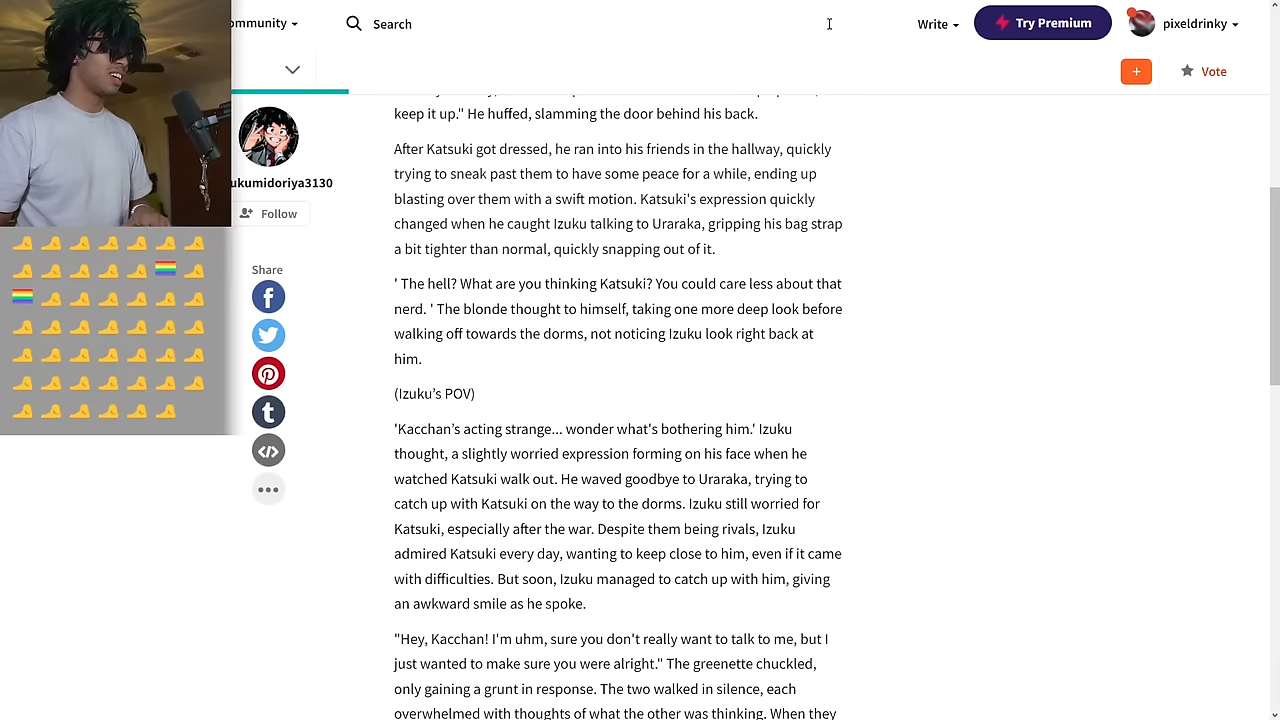 ommunity
Search
Write
Try Premium
pixeldrinky
+
Vote
keep it up." He huffed, slamming the door behind his back.
ukumidoriya3130
Follow
Share
After Katsuki got dressed, he ran into his friends in the hallway, quickly
trying to sneak past them to have some peace for a while, ending up
blasting over them with a swift motion. Katsuki's expression quickly
changed when he caught Izuku talking to Uraraka, gripping his bag strap
a bit tighter than normal, quickly snapping out of it.
' The hell? What are you thinking Katsuki? You could care less about that
nerd. ' The blonde thought to himself, taking one more deep look before
walking off towards the dorms, not noticing Izuku look right back at
him.
(Izuku’s POV)
'Kacchan’s acting strange... wonder what's bothering him.' Izuku
thought, a slightly worried expression forming on his face when he
watched Katsuki walk out. He waved goodbye to Uraraka, trying to
catch up with Katsuki on the way to the dorms. Izuku still worried for
Katsuki, especially after the war. Despite them being rivals, Izuku
admired Katsuki every day, wanting to keep close to him, even if it came
with difficulties. But soon, Izuku managed to catch up with him, giving
an awkward smile as he spoke.
"Hey, Kacchan! I'm uhm, sure you don't really want to talk to me, but I
just wanted to make sure you were alright." The greenette chuckled,
only gaining a grunt in response. The two walked in silence, each
overwhelmed with thoughts of what the other was thinking. When they